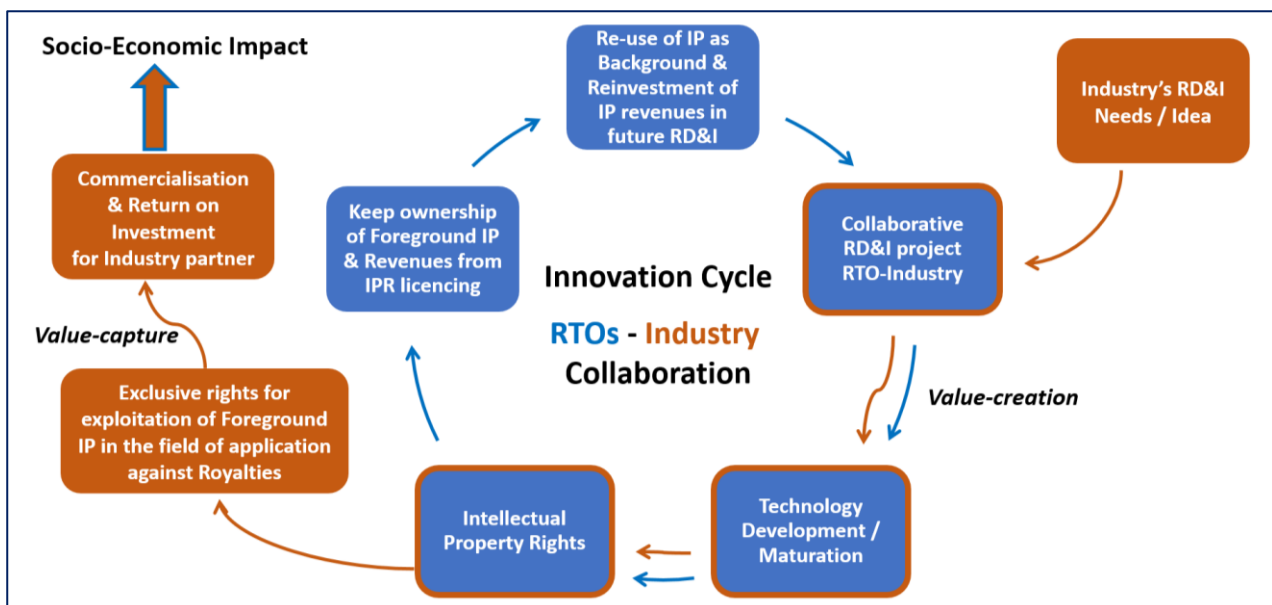 Socio-Economic Impact
Re-use of IP as
Background &
Reinvestment of
IP revenues in
future RD&I
Industry's RD&I
Needs / Idea
Commercialisation
& Return on
Investment
for Industry partner
Keep ownership
of Foreground IP
& Revenues from
IPR licencing
Collaborative
RD&I project
RTO-Industry
Innovation Cycle
RTOs - Industry
Collaboration
Value-capture
Value-creation
Exclusive rights for
exploitation of Foreground
IP in the field of application
against Royalties
Intellectual
Property Rights
Technology
Development /
Maturation